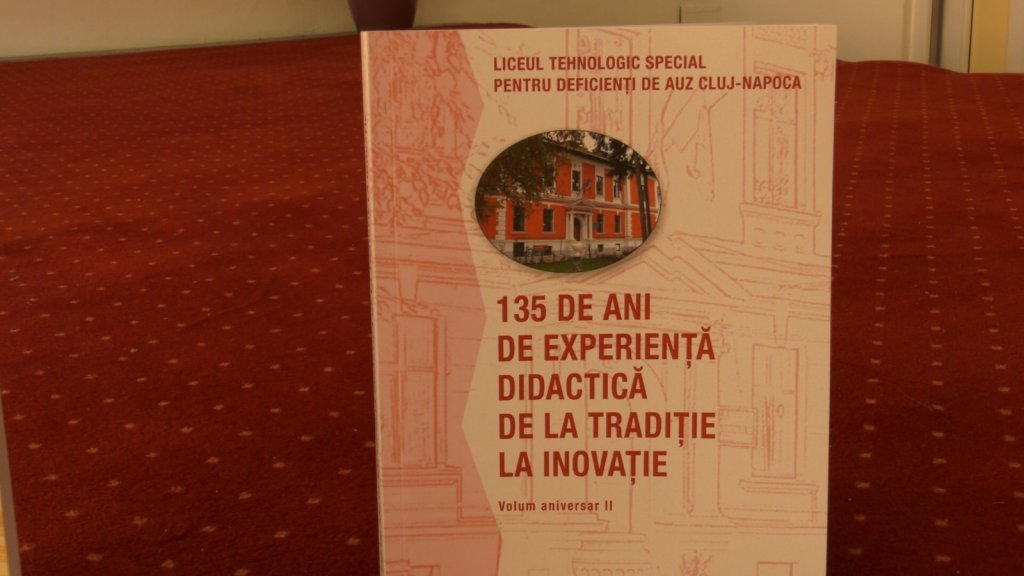 LICEUL TEHNOLOGIC SPECIAL
PENTRU DEFICIENȚI DE AUZ CLUJ-NAPOCA
135 DE ANI
DE EXPERIENȚĂ
DIDACTICĂ
DE LA TRADIȚIE
LA INOVAȚIE
Volum aniversar II